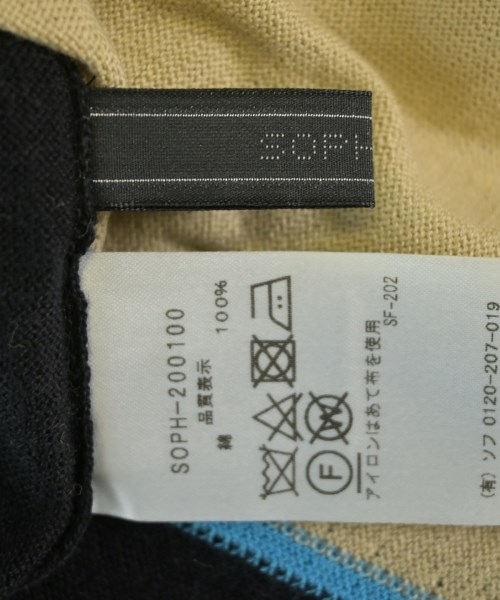 SOPH
SOPH-200100
品質表示
綿 100%
W
F
アイロンはあて布を使用
SF-202
(有) ソフ 0120-207-019